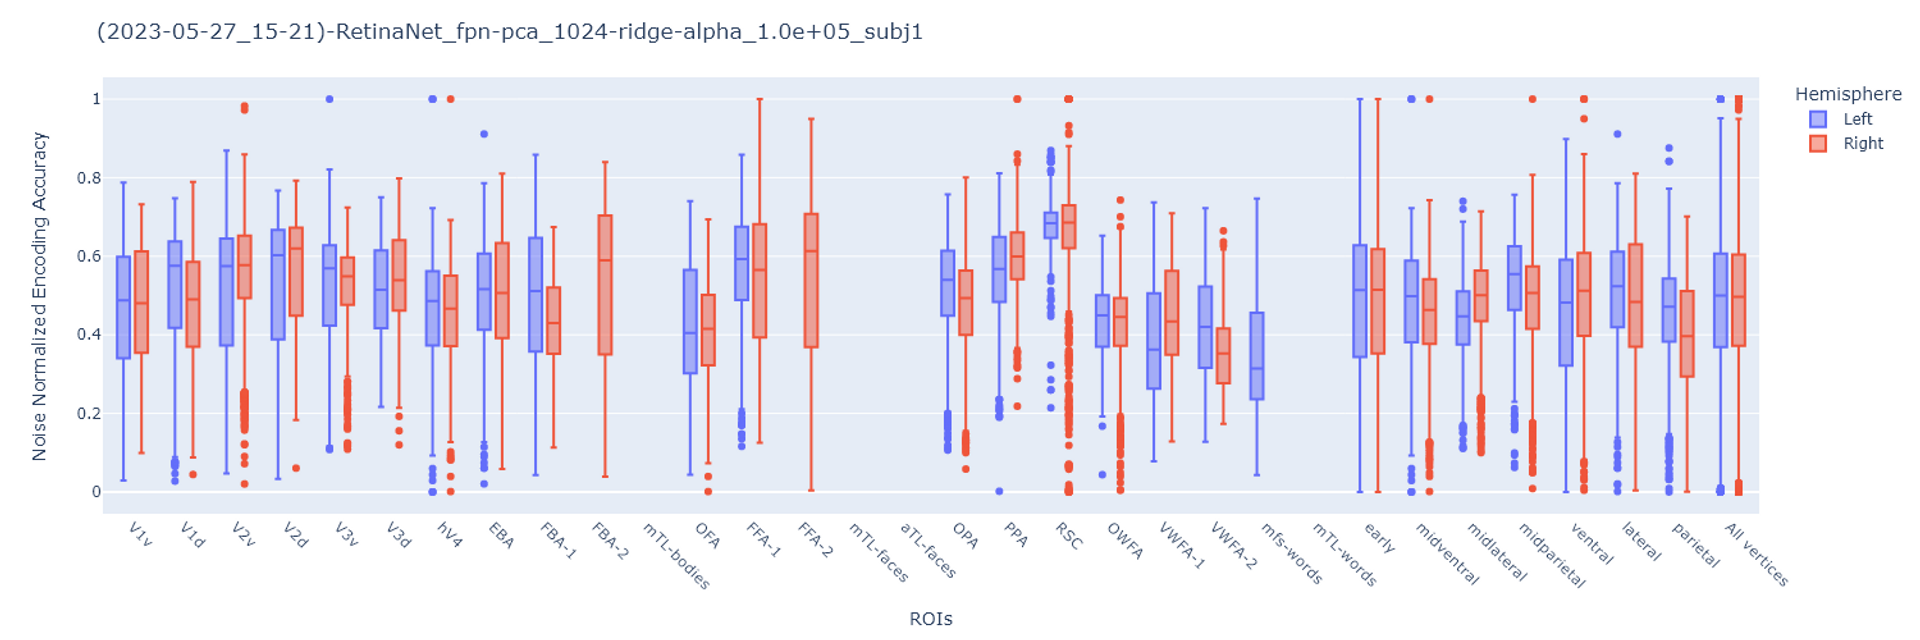 (2023-05-27_15-21)-RetinaNet_fpn-pca_1024-ridge-alpha_1.0e+05_subj1
Hemisphere
Left
Right
Noise Normalized Encoding Accuracy
1
0.8
0.6
0.4
0.2
0
V1v
V1d
V2v
V2d
V3v
V3d
hV4
EBA
FBA-1
FBA-2
mTL-bodies
OFA
FFA-1
FFA-2
mTL-faces
aTL-faces
OPA
PPA
RSC
OWFA
VWFA-1
VWFA-2
mfs-words
mTL-words
early
midventral
midlateral
midparietal
ventral
lateral
parietal
All vertices
ROIs